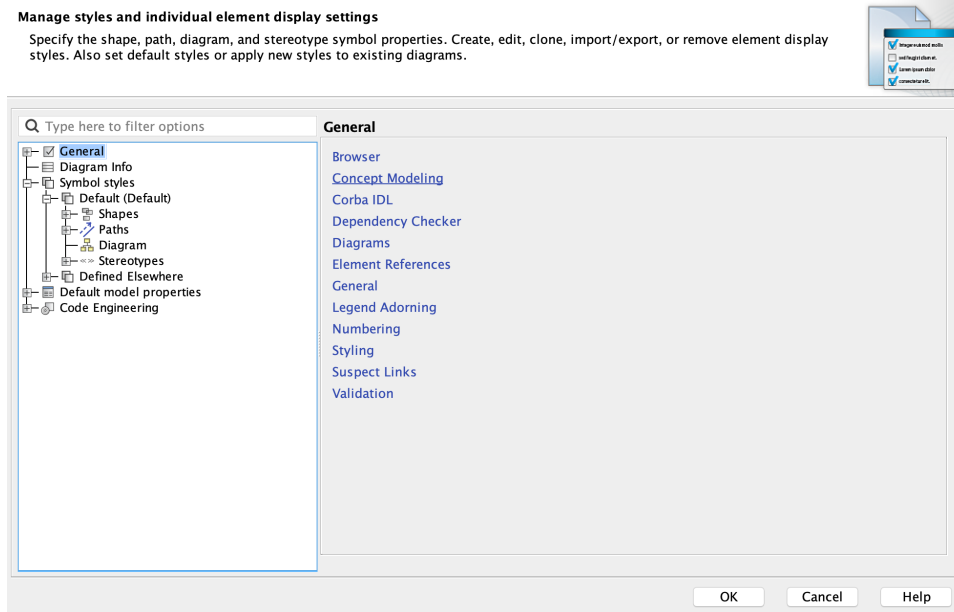 Manage styles and individual element display settings
Specify the shape, path, diagram, and stereotype symbol properties. Create, edit, clone, import/export, or remove element display
styles. Also set default styles or apply new styles to existing diagrams.
Type here to filter options
General
Diagram Info
Symbol styles
Default (Default)
Shapes
Paths
Diagram
«» Stereotypes
Defined Elsewhere
Default model properties
Code Engineering
General
Browser
Concept Modeling
Corba IDL
Dependency Checker
Diagrams
Element References
General
Legend Adorning
Numbering
Styling
Suspect Links
Validation
OK
Cancel
Help